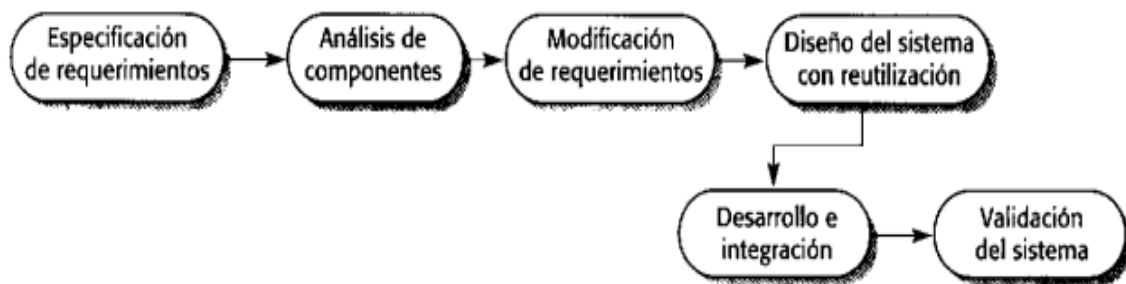 Especificación
de requerimientos
Análisis de
componentes
Modificación
de requerimientos
Diseño del sistema
con reutilización
Desarrollo e
integración
Validación
del sistema